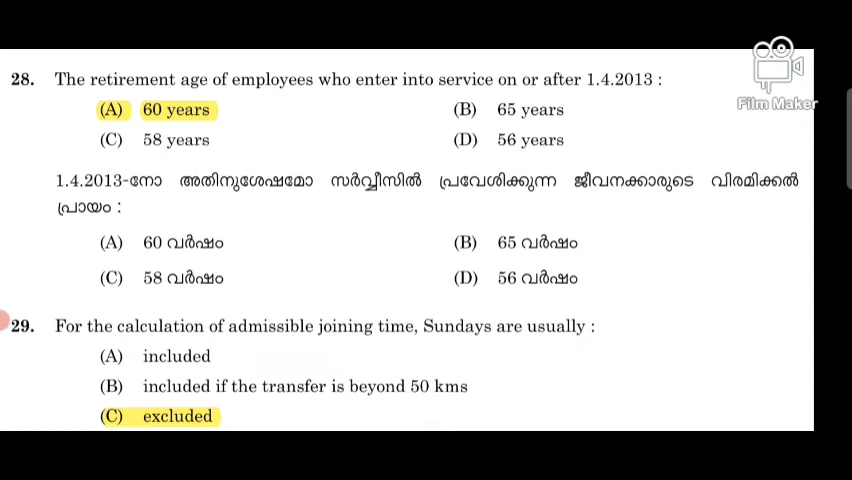 Film Maker
28. The retirement age of employees who enter into service on or after 1.4.2013 :
(A) 60 years (B) 65 years
(C) 58 years (D) 56 years
1.4.2013-നോ അതിനുശേഷമോ സർവ്വീസിൽ പ്രവേശിക്കുന്ന ജീവനക്കാരുടെ വിരമിക്കൽ
പ്രായം :
(A) 60 വർഷം (B) 65 വർഷം
(C) 58 വർഷം (D) 56 വർഷം
29. For the calculation of admissible joining time, Sundays are usually :
(A) included
(B) included if the transfer is beyond 50 kms
(C) excluded